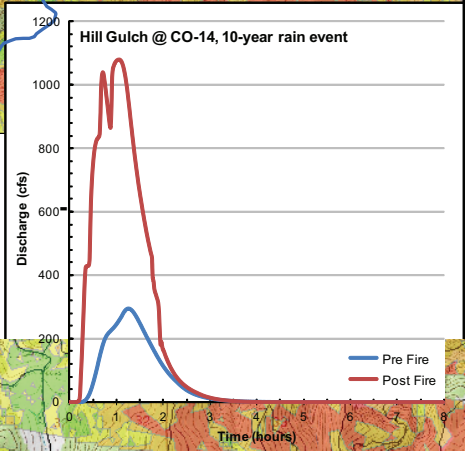 Hill Gulch @ CO-14, 10-year rain event
1200
1000
800
600
400
200
0
Discharge (cfs)
0 1 2 3 4 5 6 7 8
Time (hours)
Pre Fire
Post Fire